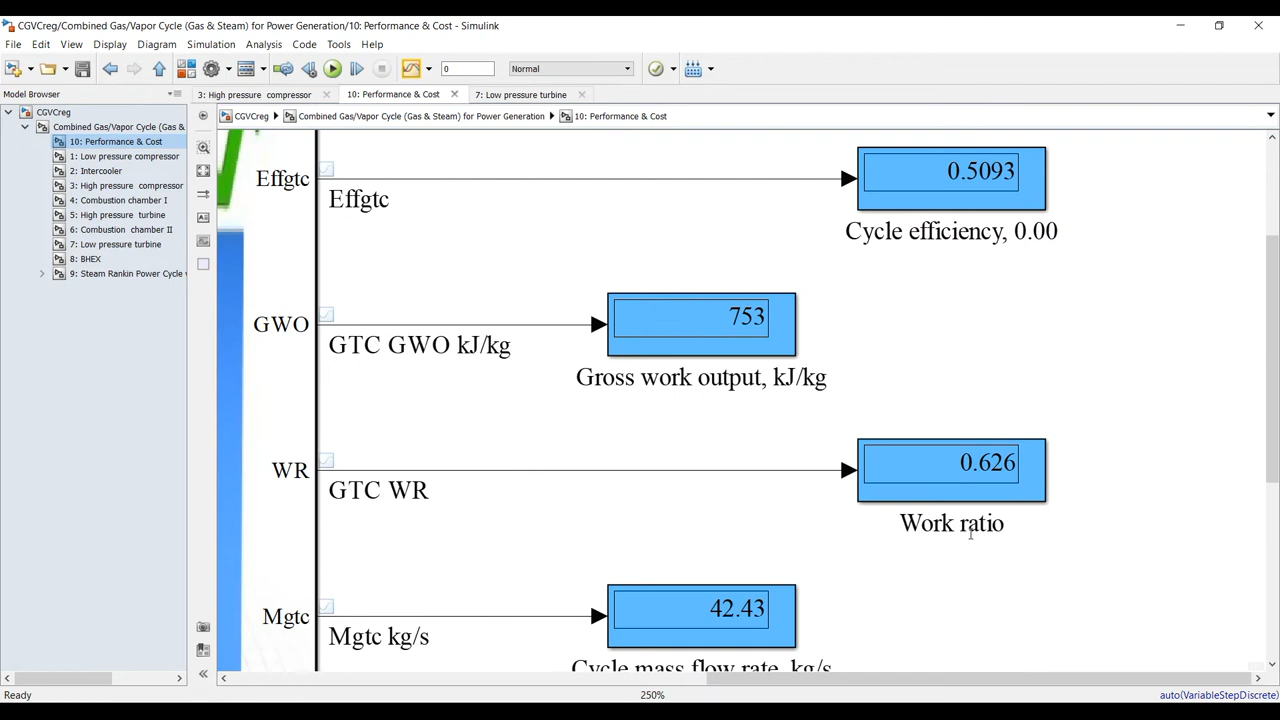 CGVCreg/Combined Gas/Vapor Cycle (Gas & Steam) for Power Generation/10: Performance & Cost - Simulink
File Edit View Display Diagram Simulation Analysis Code Tools Help
0 Normal
Model Browser
3: High pressure compressor 10: Performance & Cost 7: Low pressure turbine
CGVCreg Combined Gas/Vapor Cycle (Gas & Steam) for Power Generation 10: Performance & Cost
CGVCreg
Combined Gas/Vapor Cycle (Gas &
10: Performance & Cost
1: Low pressure compressor
2: Intercooler
3: High pressure compressor
4: Combustion chamber I
5: High pressure turbine
6: Combustion chamber II
7: Low pressure turbine
8: BHEX
9: Steam Rankin Power Cycle
Effgtc
Effgtc
0.5093
Cycle efficiency, 0.00
GWO
GTC GWO kJ/kg
753
Gross work output, kJ/kg
WR
GTC WR
0.626
Work ratio
Mgtc
Mgtc kg/s
42.43
Cycle mass flow rate, kg/s
Ready 250% auto(VariableStepDiscrete)